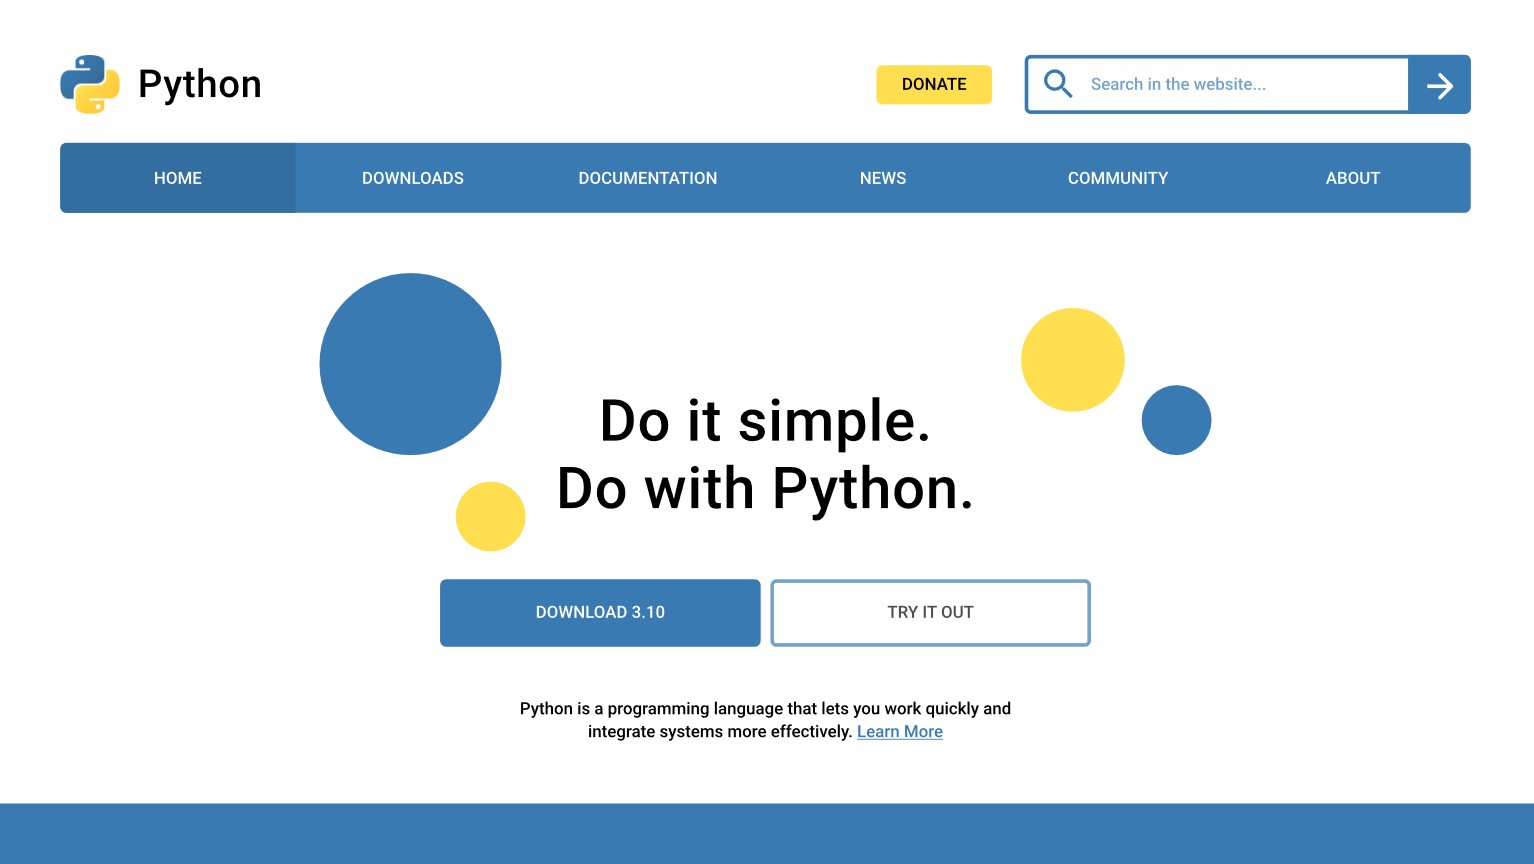 Python
DONATE
Search in the website...
HOME
DOWNLOADS
DOCUMENTATION
NEWS
COMMUNITY
ABOUT
Do it simple.
Do with Python.
DOWNLOAD 3.10
TRY IT OUT
Python is a programming language that lets you work quickly and
integrate systems more effectively. Learn More